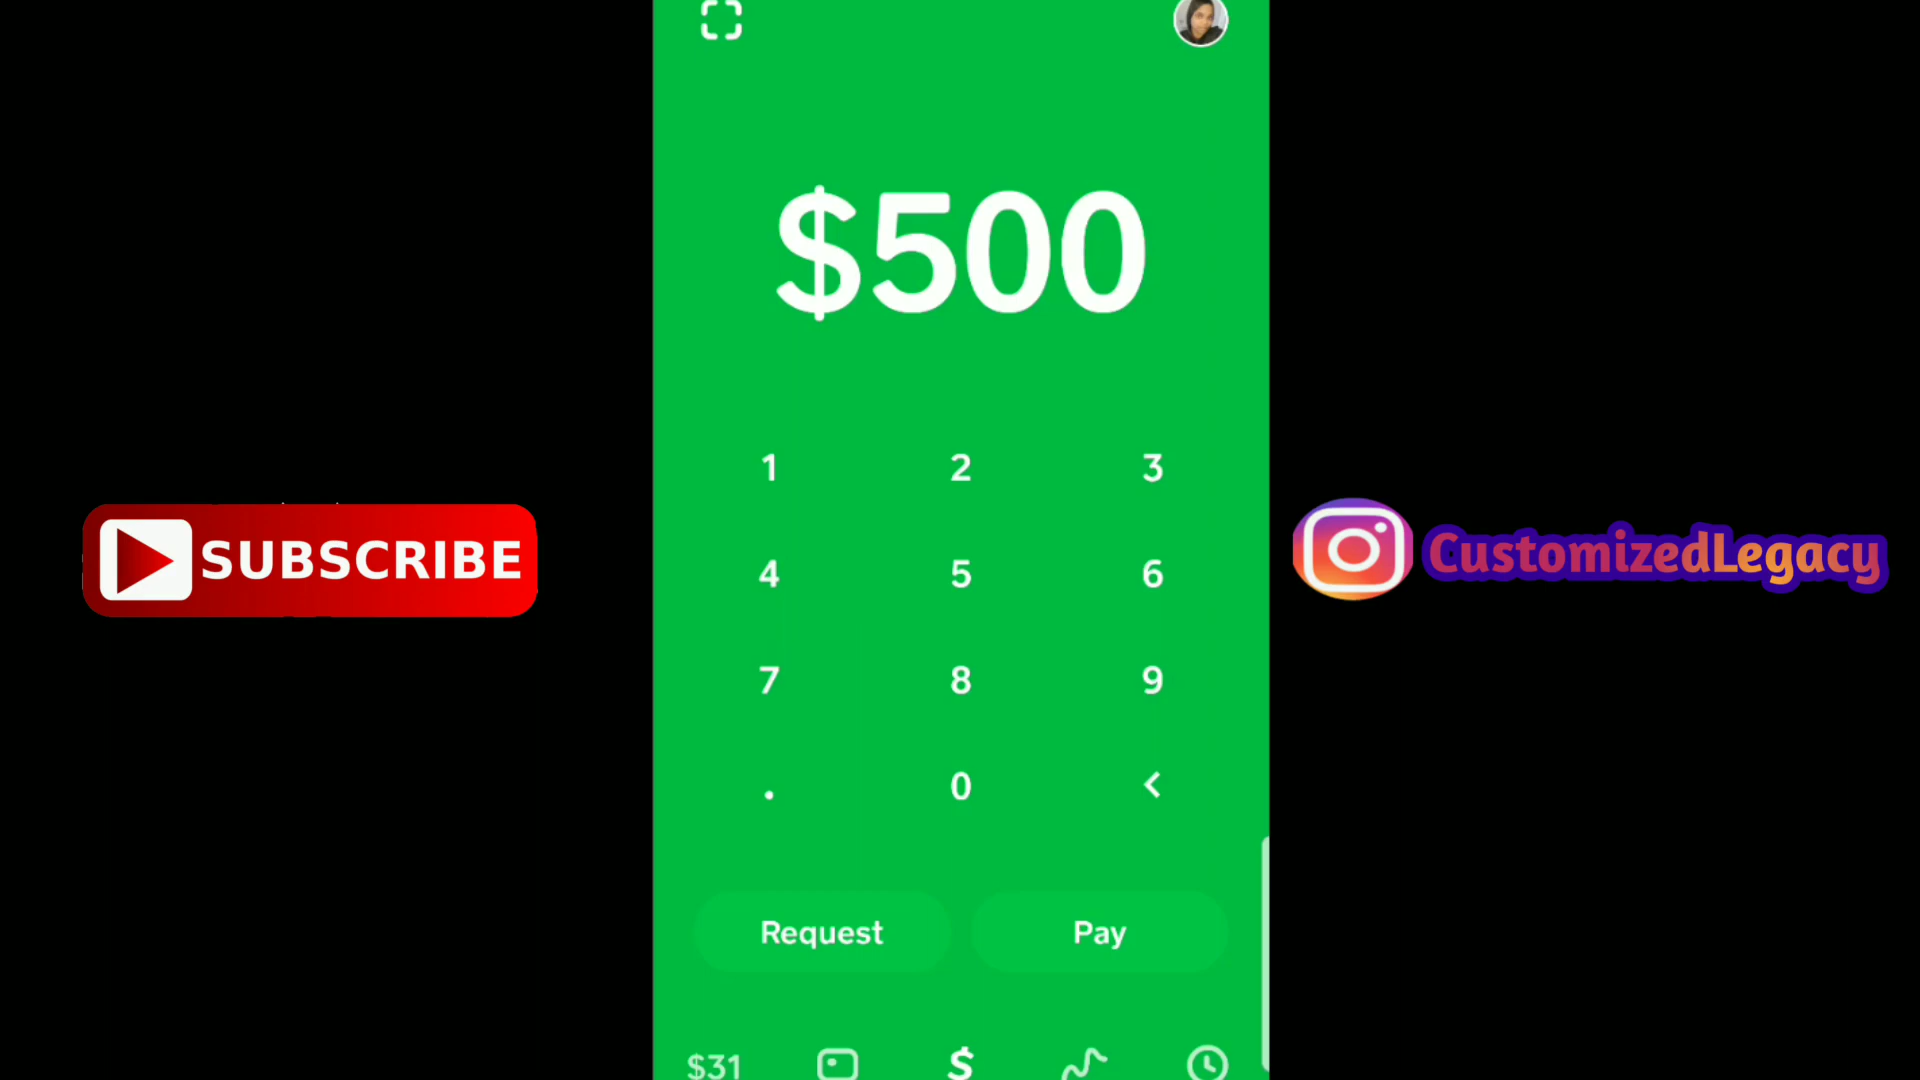 $500
1 2 3
4 5 6
SUBSCRIBE
CustomizedLegacy
7 8 9
. 0 <
Request Pay
$31 $